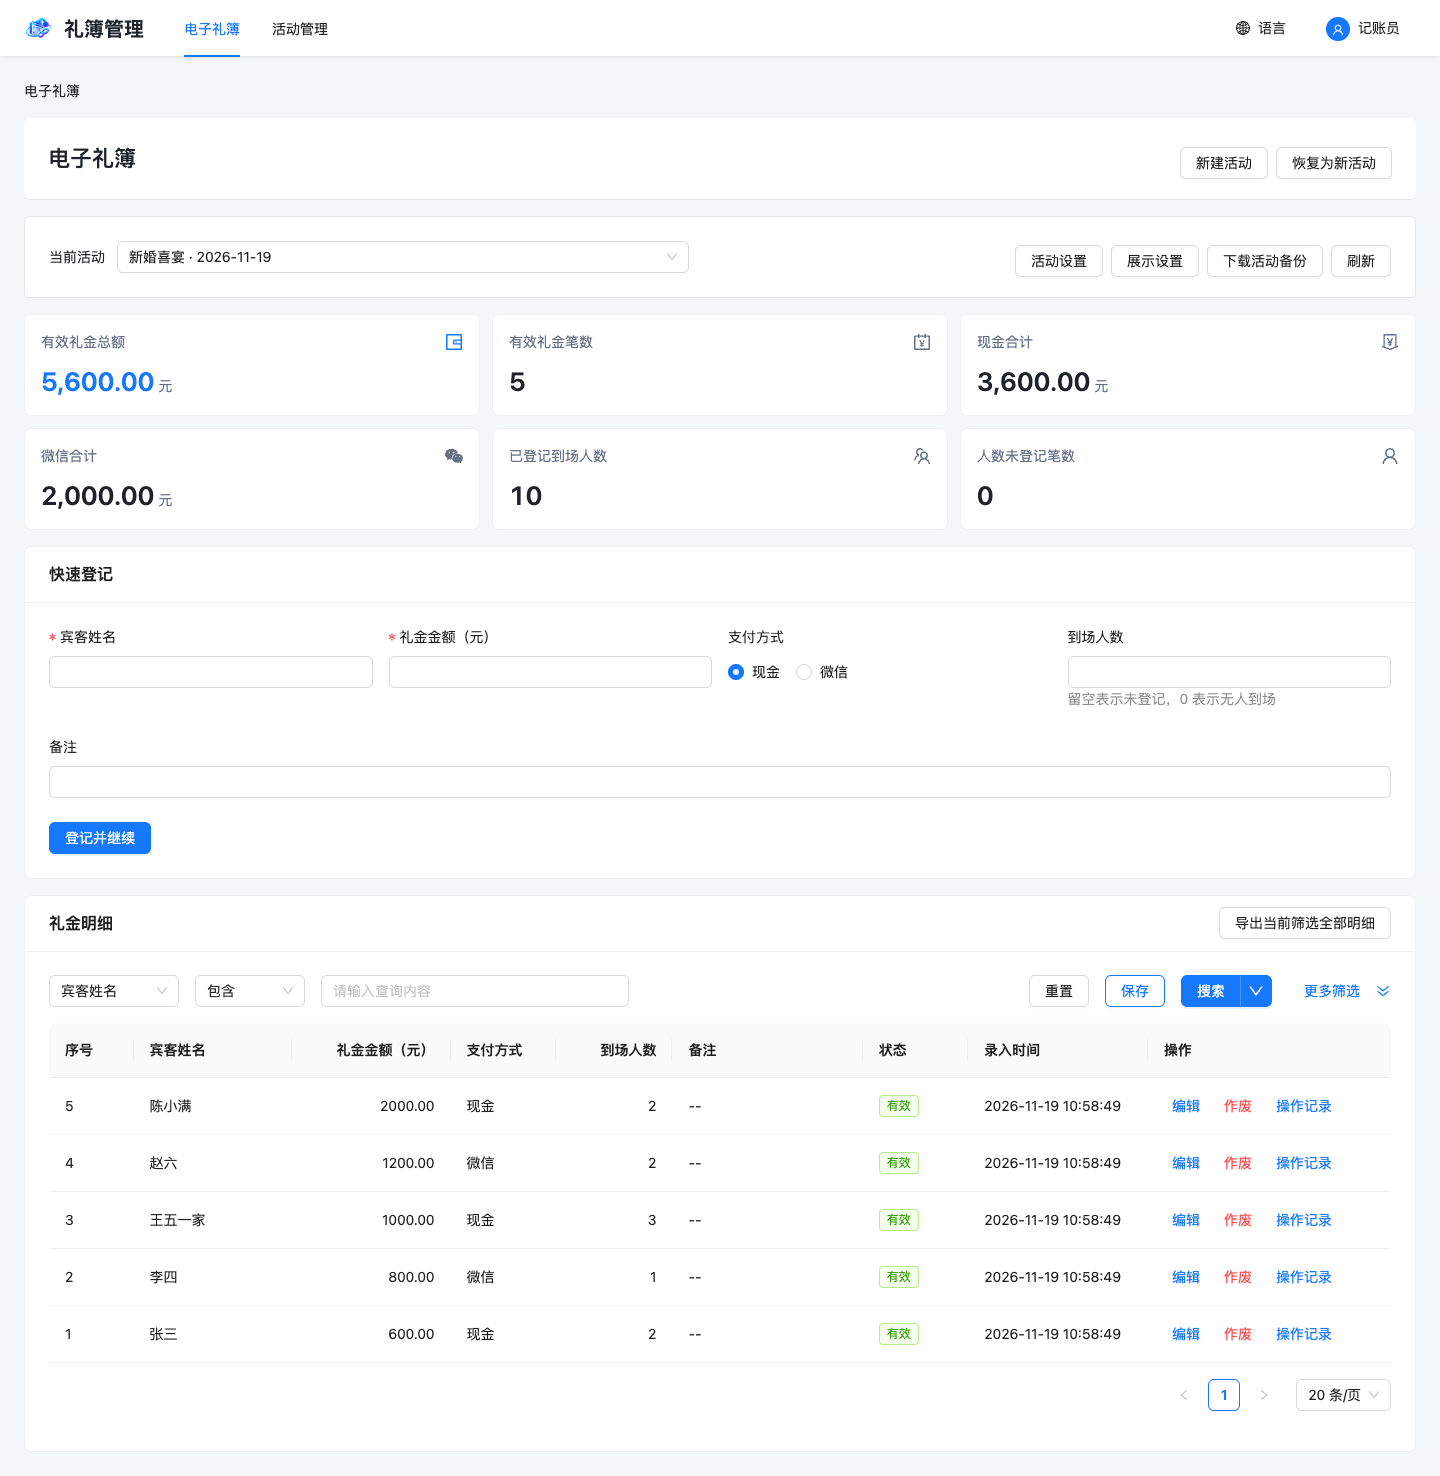 礼簿管理 电子礼簿 活动管理 语言 记账员
电子礼簿
电子礼簿 新建活动 恢复为新活动
当前活动 新婚喜宴 · 2026-11-19 活动设置 展示设置 下载活动备份 刷新
有效礼金总额 有效礼金笔数 现金合计
5,600.00 元 5 3,600.00 元
微信合计 已登记到场人数 人数未登记笔数
2,000.00 元 10 0
快速登记
* 宾客姓名 * 礼金金额（元） 支付方式 到场人数
现金 微信
留空表示未登记，0 表示无人到场
备注
登记并继续
礼金明细 导出当前筛选全部明细
宾客姓名 包含 请输入查询内容 重置 保存 搜索 更多筛选
序号 宾客姓名 礼金金额（元） 支付方式 到场人数 备注 状态 录入时间 操作
5 陈小满 2000.00 现金 2 -- 有效 2026-11-19 10:58:49 编辑 作废 操作记录
4 赵六 1200.00 微信 2 -- 有效 2026-11-19 10:58:49 编辑 作废 操作记录
3 王五一家 1000.00 现金 3 -- 有效 2026-11-19 10:58:49 编辑 作废 操作记录
2 李四 800.00 微信 1 -- 有效 2026-11-19 10:58:49 编辑 作废 操作记录
1 张三 600.00 现金 2 -- 有效 2026-11-19 10:58:49 编辑 作废 操作记录
1 20 条/页